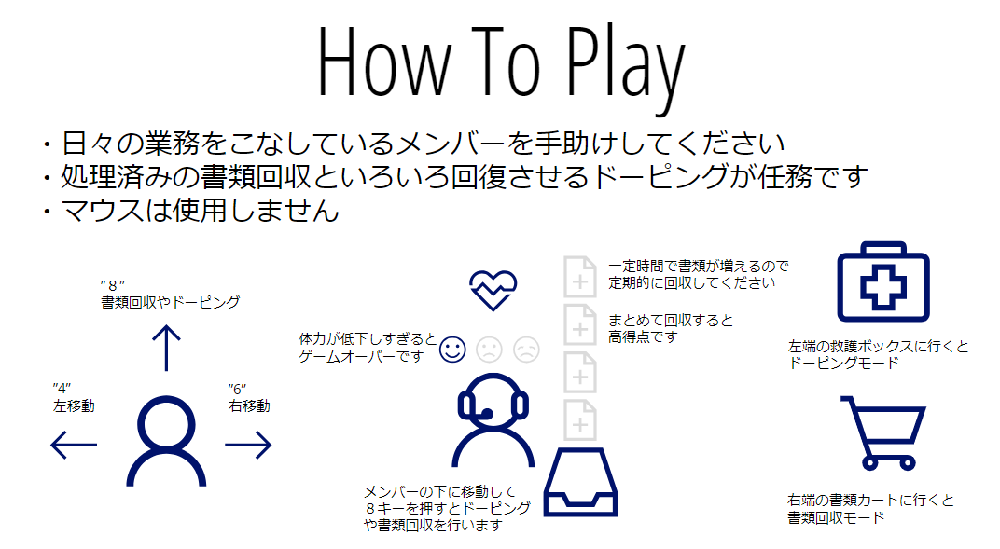 How To Play
・日々の業務をこなしているメンバーを手助けしてください
・処理済みの書類回収といろいろ回復させるドーピングが任務です
・マウスは使用しません
"８"
書類回収やドーピング
"4"
左移動
"6"
右移動
体力が低下しすぎると
ゲームオーバーです
メンバーの下に移動して
８キーを押すとドーピング
や書類回収を行います
一定時間で書類が増えるので
定期的に回収してください
まとめて回収すると
高得点です
左端の救護ボックスに行くと
ドーピングモード
右端の書類カートに行くと
書類回収モード